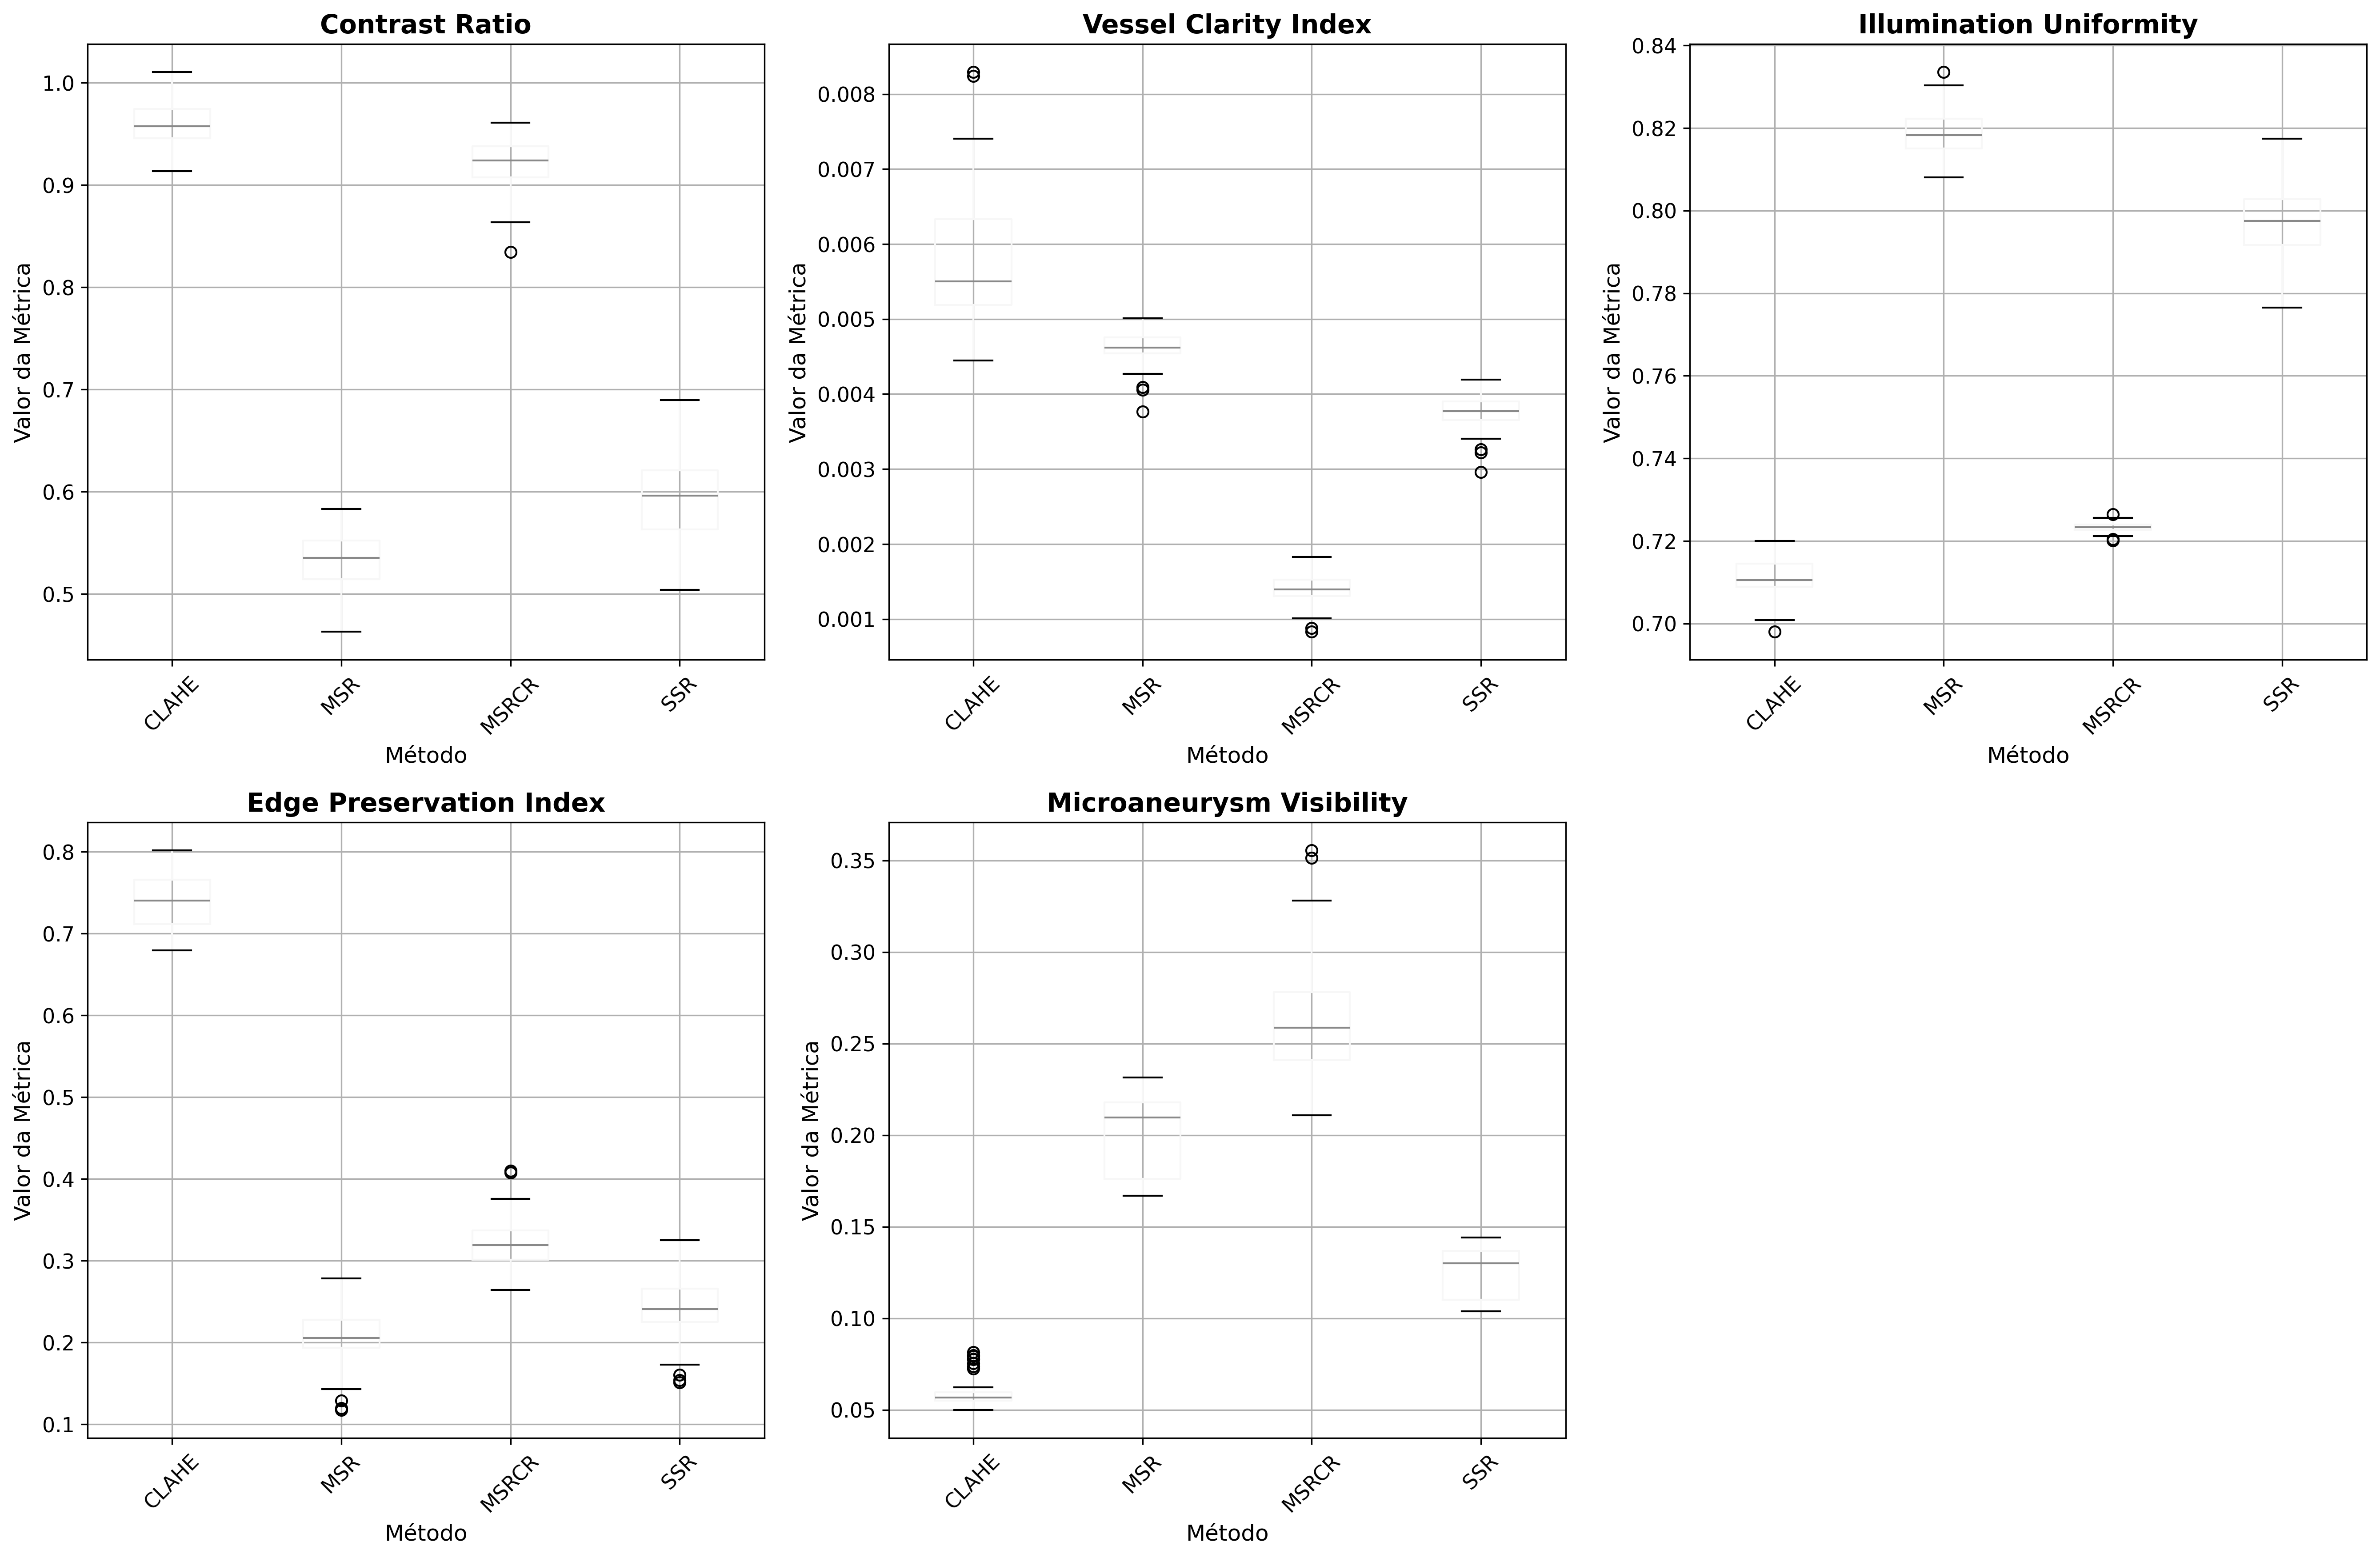 Contrast Ratio
Valor da Métrica
1.0
0.9
0.8
0.7
0.6
0.5
CLAHE
MSR
MSRCR
SSR
Método
Vessel Clarity Index
Valor da Métrica
0.008
0.007
0.006
0.005
0.004
0.003
0.002
0.001
CLAHE
MSR
MSRCR
SSR
Método
Illumination Uniformity
Valor da Métrica
0.84
0.82
0.80
0.78
0.76
0.74
0.72
0.70
CLAHE
MSR
MSRCR
SSR
Método
Edge Preservation Index
Valor da Métrica
0.8
0.7
0.6
0.5
0.4
0.3
0.2
0.1
CLAHE
MSR
MSRCR
SSR
Método
Microaneurysm Visibility
Valor da Métrica
0.35
0.30
0.25
0.20
0.15
0.10
0.05
CLAHE
MSR
MSRCR
SSR
Método